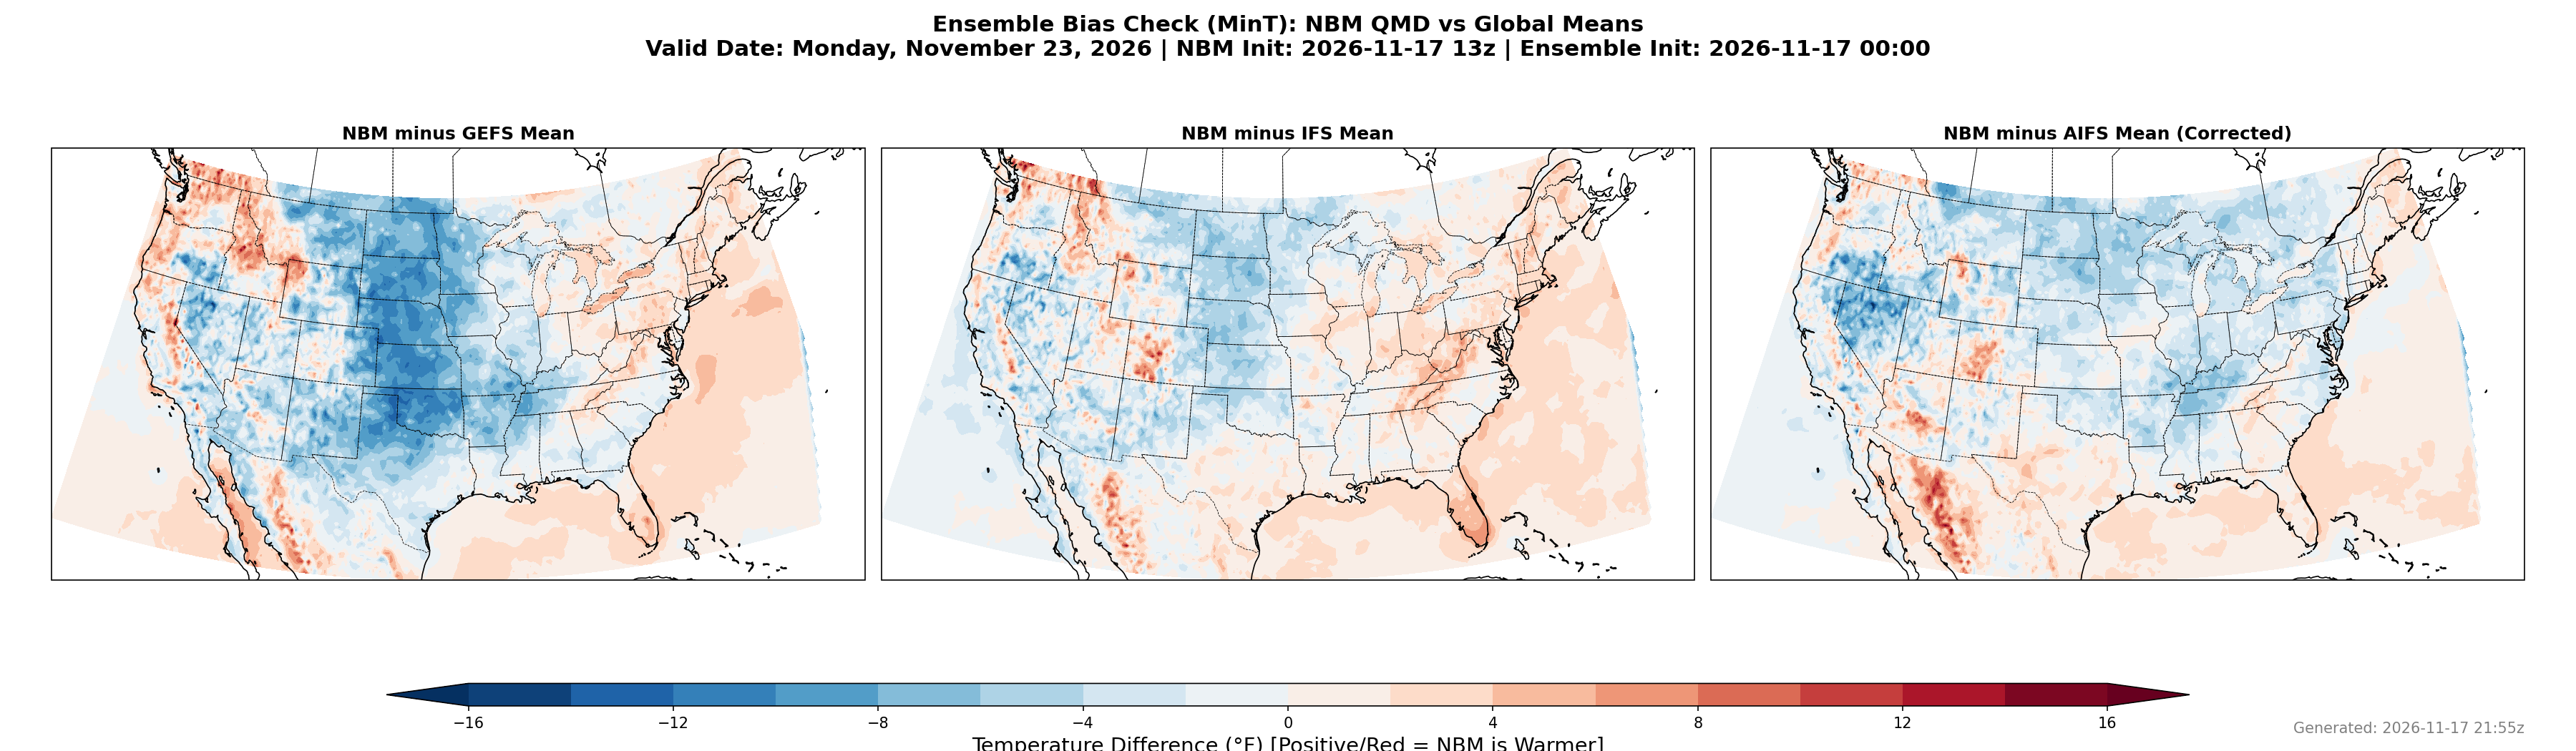 Ensemble Bias Check (MinT): NBM QMD vs Global Means
Valid Date: Monday, November 23, 2026 | NBM Init: 2026-11-17 13z | Ensemble Init: 2026-11-17 00:00
NBM minus GEFS Mean
NBM minus IFS Mean
NBM minus AIFS Mean (Corrected)
−16 −12 −8 −4 0 4 8 12 16
Generated: 2026-11-17 21:55z
Temperature Difference (°F) [Positive/Red = NBM is Warmer]